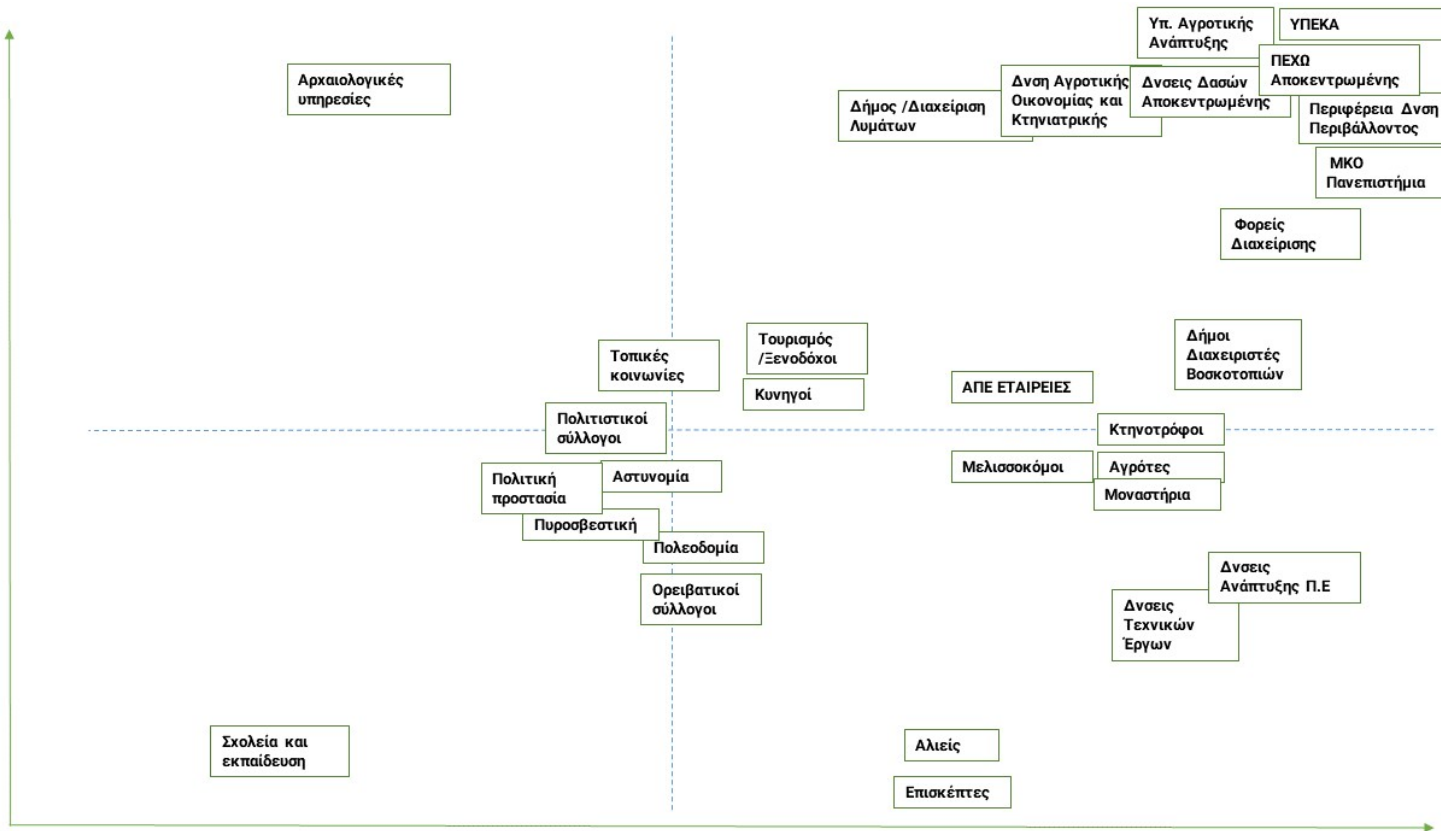 Υπ. Αγροτικής
Ανάπτυξης
ΥΠΕΚΑ
ΠΕΧΩ
Αποκεντρωμένης
Αρχαιολογικές
υπηρεσίες
Δνση Αγροτικής
Οικονομίας και
Κτηνιατρικής
Δνσεις Δασών
Αποκεντρωμένης
Δήμος /Διαχείριση
Λυμάτων
Περιφέρεια Δνση
Περιβάλλοντος
ΜΚΟ
Πανεπιστήμια
Φορείς
Διαχείρισης
Τοπικές
κοινωνίες
Τουρισμός
/Ξενοδόχοι
Κυνηγοί
ΑΠΕ ΕΤΑΙΡΕΙΕΣ
Δήμοι
Διαχειριστές
Βοσκοτοπιών
Πολιτιστικοί
σύλλογοι
Κτηνοτρόφοι
Πολιτική
προστασία
Αστυνομία
Μελισσοκόμοι
Αγρότες
Μοναστήρια
Πυροσβεστική
Πολεοδομία
Ορειβατικοί
σύλλογοι
Δνσεις
Ανάπτυξης Π.Ε
Δνσεις
Τεχνικών
Έργων
Σχολεία και
εκπαίδευση
Αλιείς
Επισκέπτες